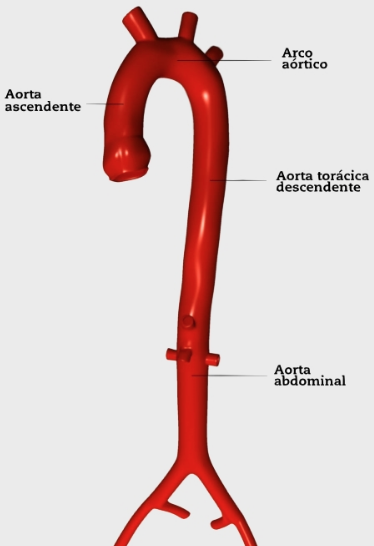 Arco
aórtico
Aorta
ascendente
Aorta torácica
descendente
Aorta
abdominal